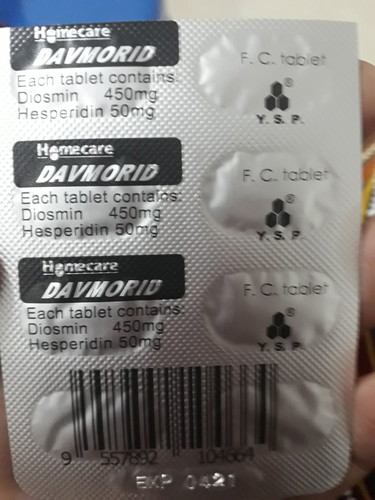 Homecare
DAVMORID
Each tablet contains
Diosmin 450mg
Hesperidin 50mg
F. C. tablet
®
Y. S. P.
Homecare
DAVMORID
Each tablet contains:
Diosmin 450mg
Hesperidin 50mg
F. C. tablet
®
Y. S. P.
Homecare
DAVMORID
Each tablet contains:
Diosmin 450mg
Hesperidin 50mg
F. C. tablet
®
Y. S. P.
9 557892 104664
EXP 0421